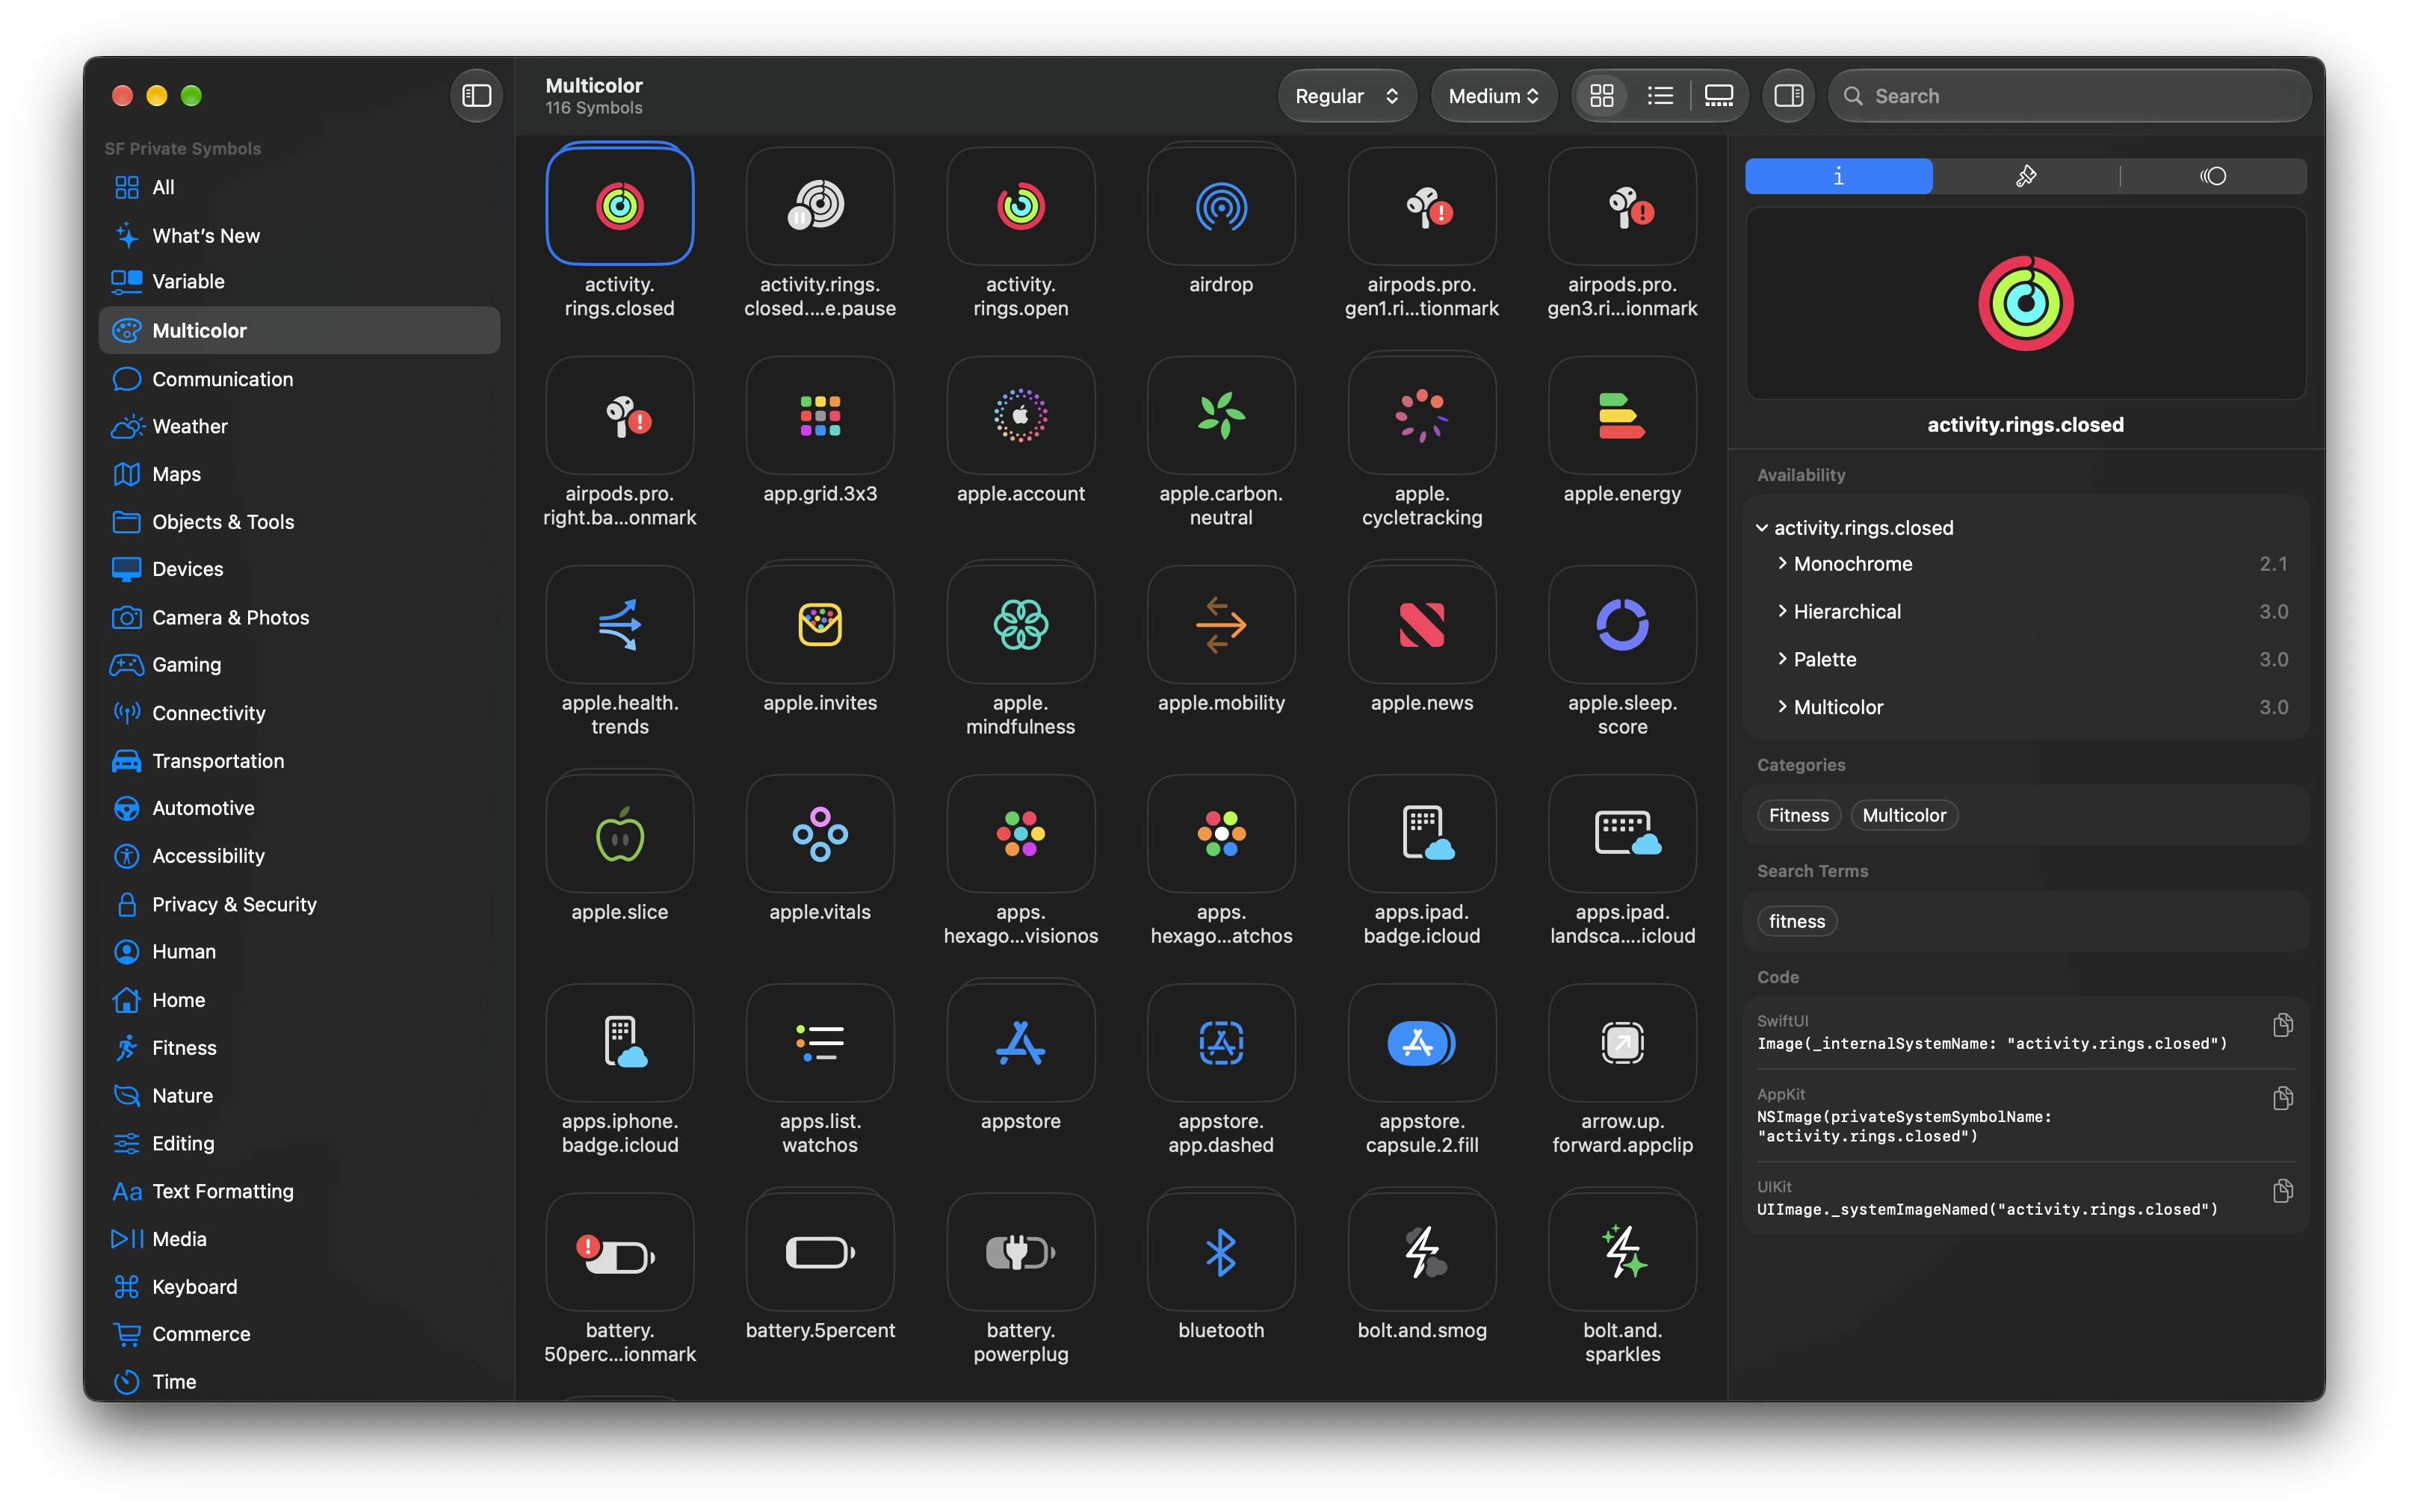 SF Private Symbols
All
What's New
Variable
Multicolor
Communication
Weather
Maps
Objects & Tools
Devices
Camera & Photos
Gaming
Connectivity
Transportation
Automotive
Accessibility
Privacy & Security
Human
Home
Fitness
Nature
Editing
Aa Text Formatting
Media
Keyboard
Commerce
Time
Multicolor
116 Symbols
Regular
Medium
Search
activity.
rings.closed
activity.rings.
closed....e.pause
activity.
rings.open
airdrop
airpods.pro.
gen1.ri...tionmark
airpods.pro.
gen3.ri...ionmark
airpods.pro.
right.ba...onmark
app.grid.3x3
apple.account
apple.carbon.
neutral
apple.
cycletracking
apple.energy
apple.health.
trends
apple.invites
apple.
mindfulness
apple.mobility
apple.news
apple.sleep.
score
apple.slice
apple.vitals
apps.
hexago...visionos
apps.
hexago...atchos
apps.ipad.
badge.icloud
apps.ipad.
landsca....icloud
apps.iphone.
badge.icloud
apps.list.
watchos
appstore
appstore.
app.dashed
appstore.
capsule.2.fill
arrow.up.
forward.appclip
battery.
50perc...ionmark
battery.5percent
battery.
powerplug
bluetooth
bolt.and.smog
bolt.and.
sparkles
i
activity.rings.closed
Availability
activity.rings.closed
Monochrome 2.1
Hierarchical 3.0
Palette 3.0
Multicolor 3.0
Categories
Fitness Multicolor
Search Terms
fitness
Code
SwiftUI
Image(_internalSystemName: "activity.rings.closed")
AppKit
NSImage(privateSystemSymbolName:
"activity.rings.closed")
UIKit
UIImage._systemImageNamed("activity.rings.closed")